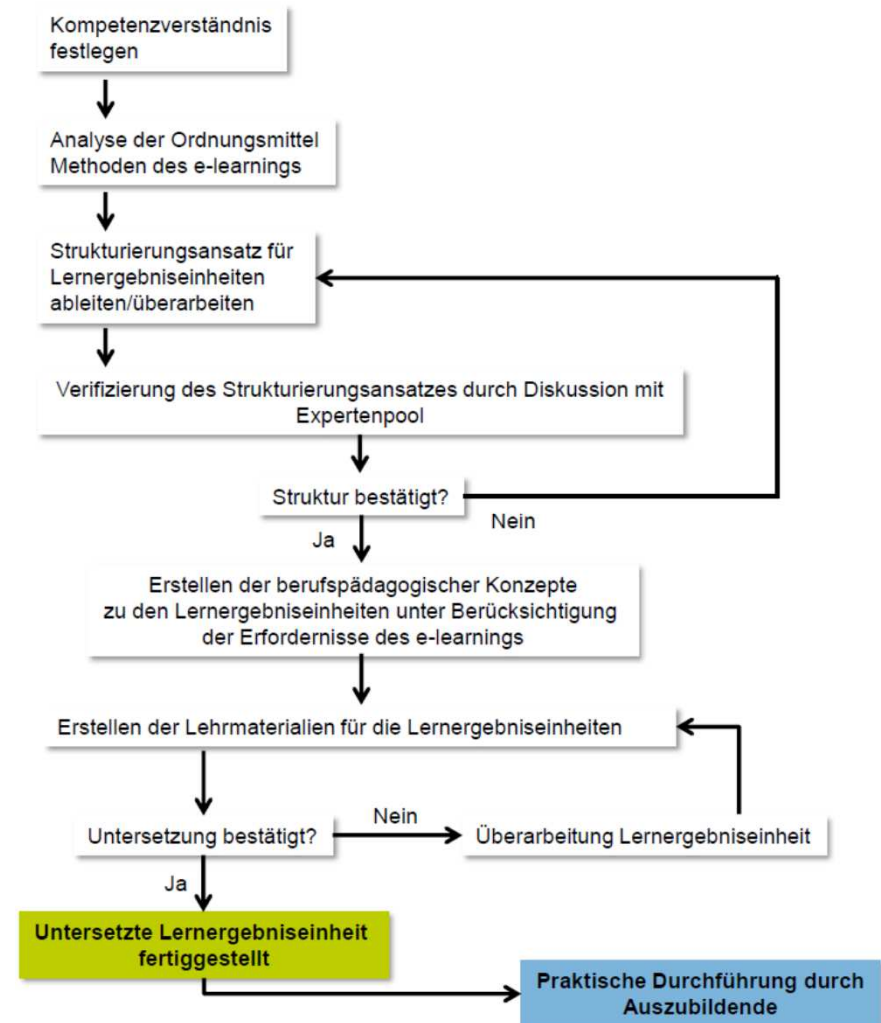 Kompetenzverständnis
festlegen
Analyse der Ordnungsmittel
Methoden des e-learnings
Strukturierungsansatz für
Lernergebniseinheiten
ableiten/überarbeiten
Verifizierung des Strukturierungsansatzes durch Diskussion mit
Expertenpool
Struktur bestätigt?
Nein
Ja
Erstellen der berufspädagogischer Konzepte
zu den Lernergebniseinheiten unter Berücksichtigung
der Erfordernisse des e-learnings
Erstellen der Lehrmaterialien für die Lernergebniseinheiten
Untersetzung bestätigt?
Nein
Überarbeitung Lernergebniseinheit
Ja
Untersetzte Lernergebniseinheit
fertiggestellt
Praktische Durchführung durch
Auszubildende